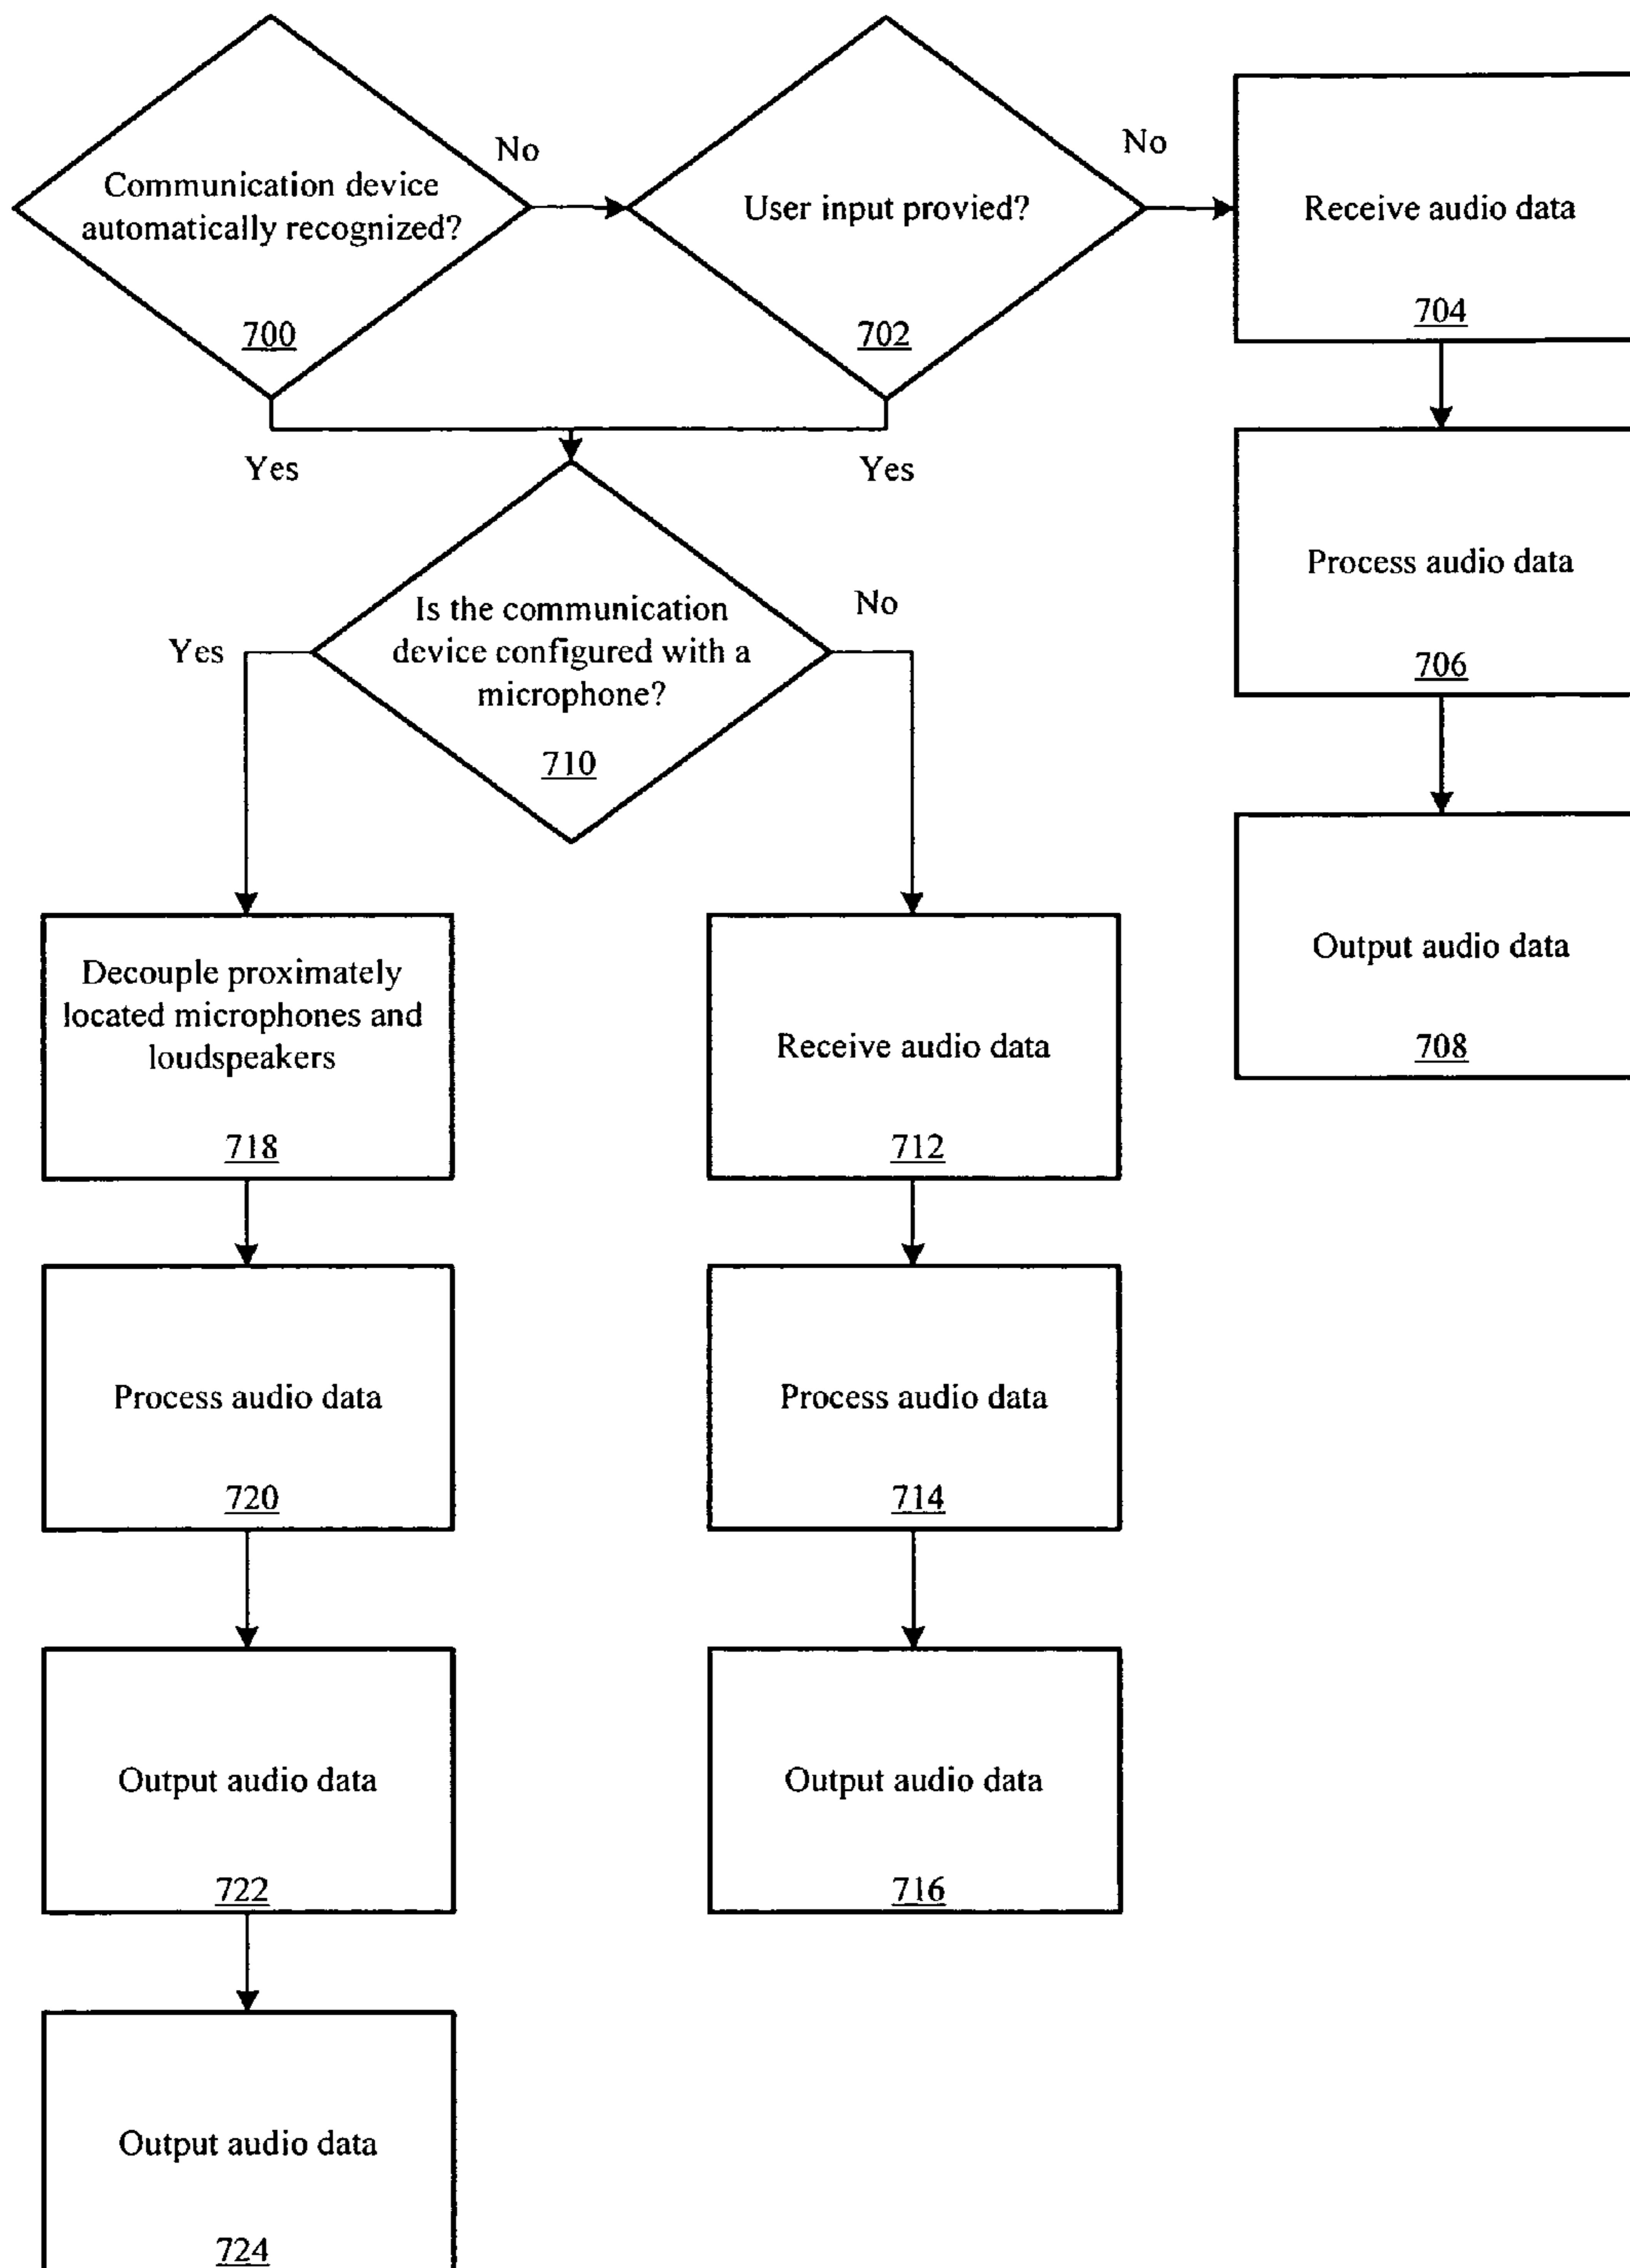 Communication device
automatically recognized?
700
No
User input provied?
702
No
Receive audio data
704
Yes
Yes
Process audio data
706
Is the communication
device configured with a
microphone?
710
Yes
No
Output audio data
708
Decouple proximately
located microphones and
loudspeakers
718
Receive audio data
712
Process audio data
720
Process audio data
714
Output audio data
722
Output audio data
716
Output audio data
724